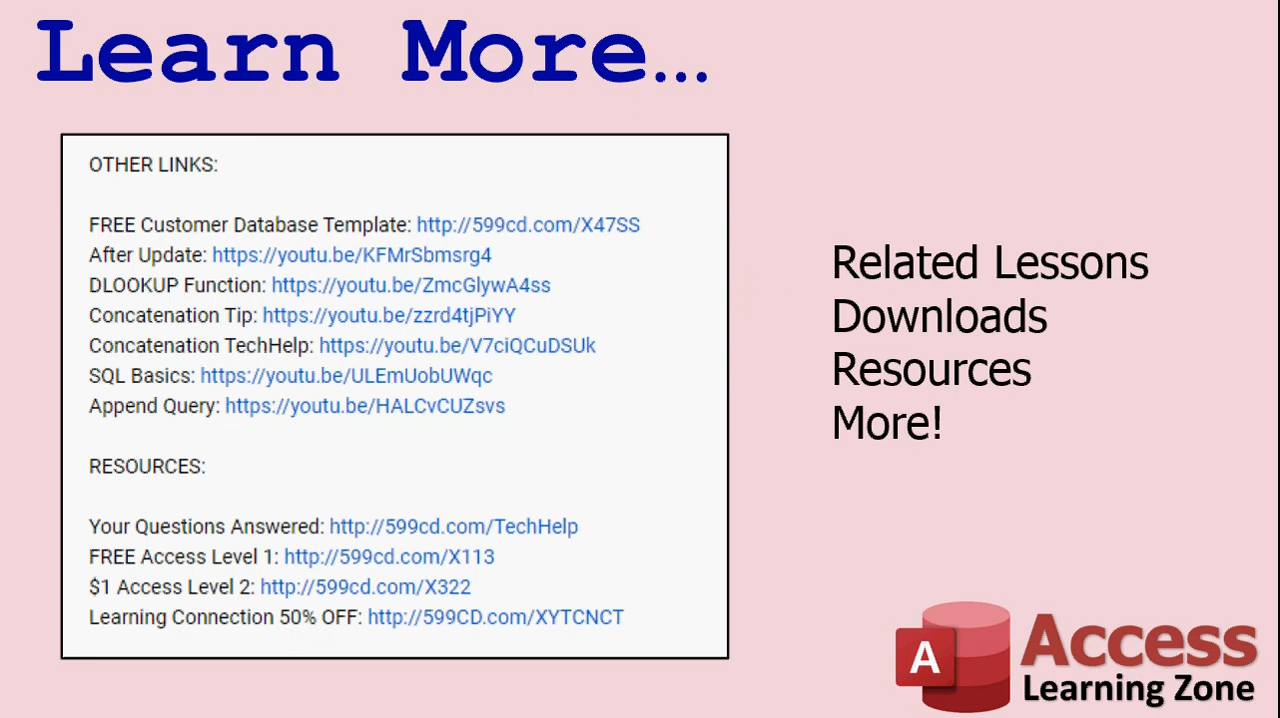 Learn More...
OTHER LINKS:
FREE Customer Database Template: http://599cd.com/X47SS
After Update: https://youtu.be/KFMrSbmsrg4
DLOOKUP Function: https://youtu.be/ZmcGlywA4ss
Concatenation Tip: https://youtu.be/zzrd4tjPiYY
Concatenation TechHelp: https://youtu.be/V7ciQCuDSUk
SQL Basics: https://youtu.be/ULEmUobUWqc
Append Query: https://youtu.be/HALCvCUZsvs
RESOURCES:
Your Questions Answered: http://599cd.com/TechHelp
FREE Access Level 1: http://599cd.com/X113
$1 Access Level 2: http://599cd.com/X322
Learning Connection 50% OFF: http://599CD.com/XYTCNCT
Related Lessons
Downloads
Resources
More!
A
Access
Learning Zone